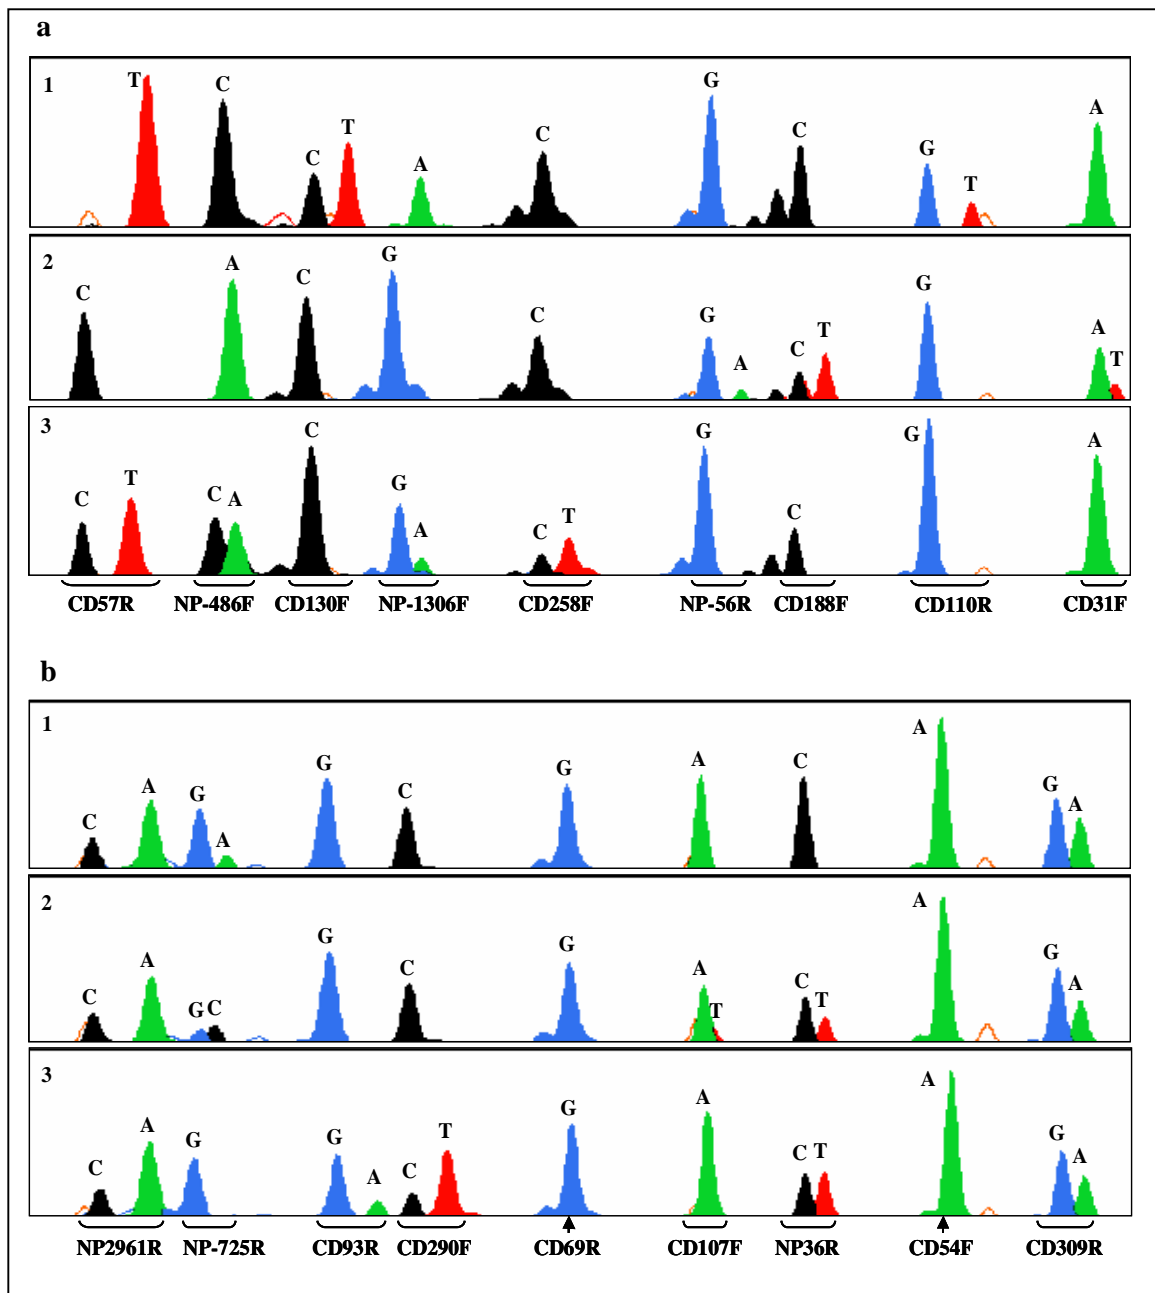 a
1
T C C T A C G C G T A
2
C A C G C G A C T G A T
3
C T C A C G A C T G C G A
CD57R NP-486F CD130F NP-1306F CD258F NP-56R CD188F CD110R CD31F
b
1
C A G A G C G A C A G A
2
C A G C G C G A T C T A G A
3
C A G G A C T G A C T A G A
NP2961R NP-725R CD93R CD290F CD69R CD107F NP36R CD54F CD309R